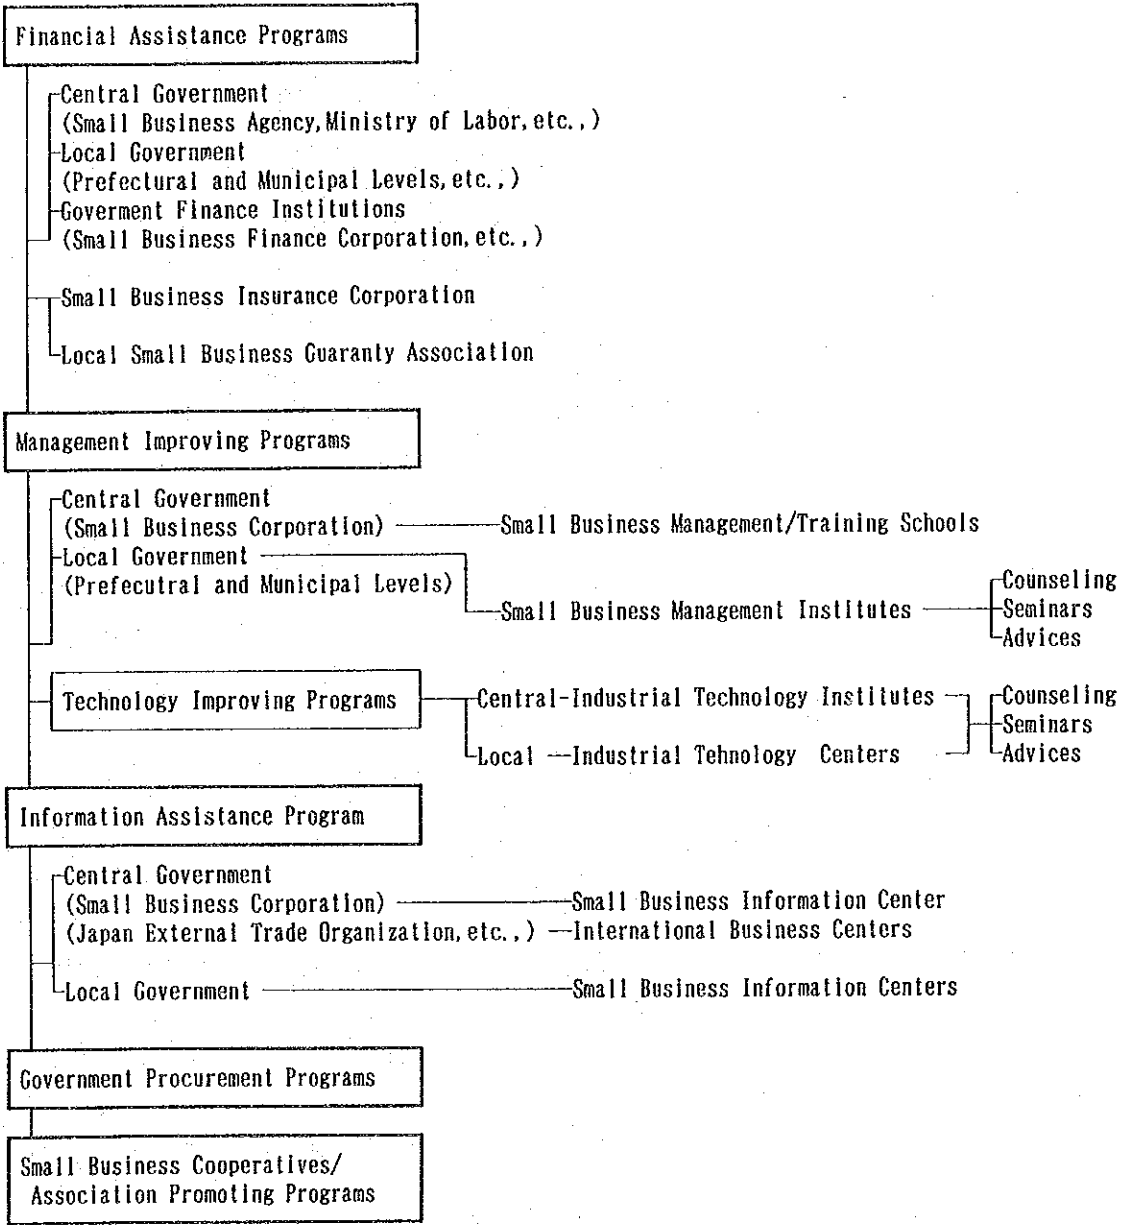 Financial Assistance Programs
Central Government
(Small Business Agency,Ministry of Labor,etc.,)
Local Government
(Prefectural and Municipal Levels,etc.,)
Goverment Finance Institutions
(Small Business Finance Corporation,etc.,)
Small Business Insurance Corporation
Local Small Business Guaranty Association
Management Improving Programs
Central Government
(Small Business Corporation) Small Business Management/Training Schools
Local Government
(Prefecutral and Municipal Levels)
Small Business Management Institutes
Counseling
Seminars
Advices
Technology Improving Programs
Central-Industrial Technology Institutes
Local Industrial Tehnology Centers
Counseling
Seminars
Advices
Information Assistance Program
Central Government
(Small Business Corporation) Small Business Information Center
(Japan External Trade Organization,etc.,) International Business Centers
Local Government Small Business Information Centers
Government Procurement Programs
Small Business Cooperatives/
Association Promoting Programs